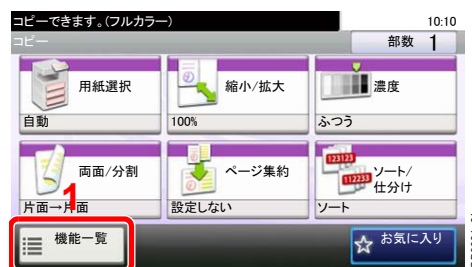 コピーできます。(フルカラー)
10:10
コピー
部数 1
用紙選択
自動
縮小/拡大
100%
濃度
ふつう
両面/分割
片面→片面
1
ページ集約
設定しない
123123
112233
ソート/
仕分け
ソート
機能一覧
お気に入り